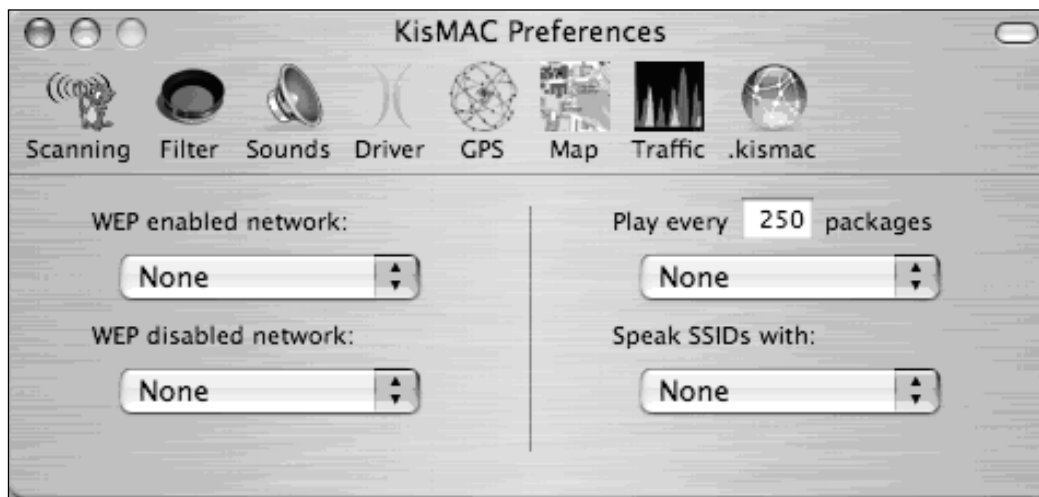 KisMAC Preferences
Scanning Filter Sounds Driver GPS Map Traffic .kismac
WEP enabled network:
None
WEP disabled network:
None
Play every 250 packages
None
Speak SSIDs with:
None